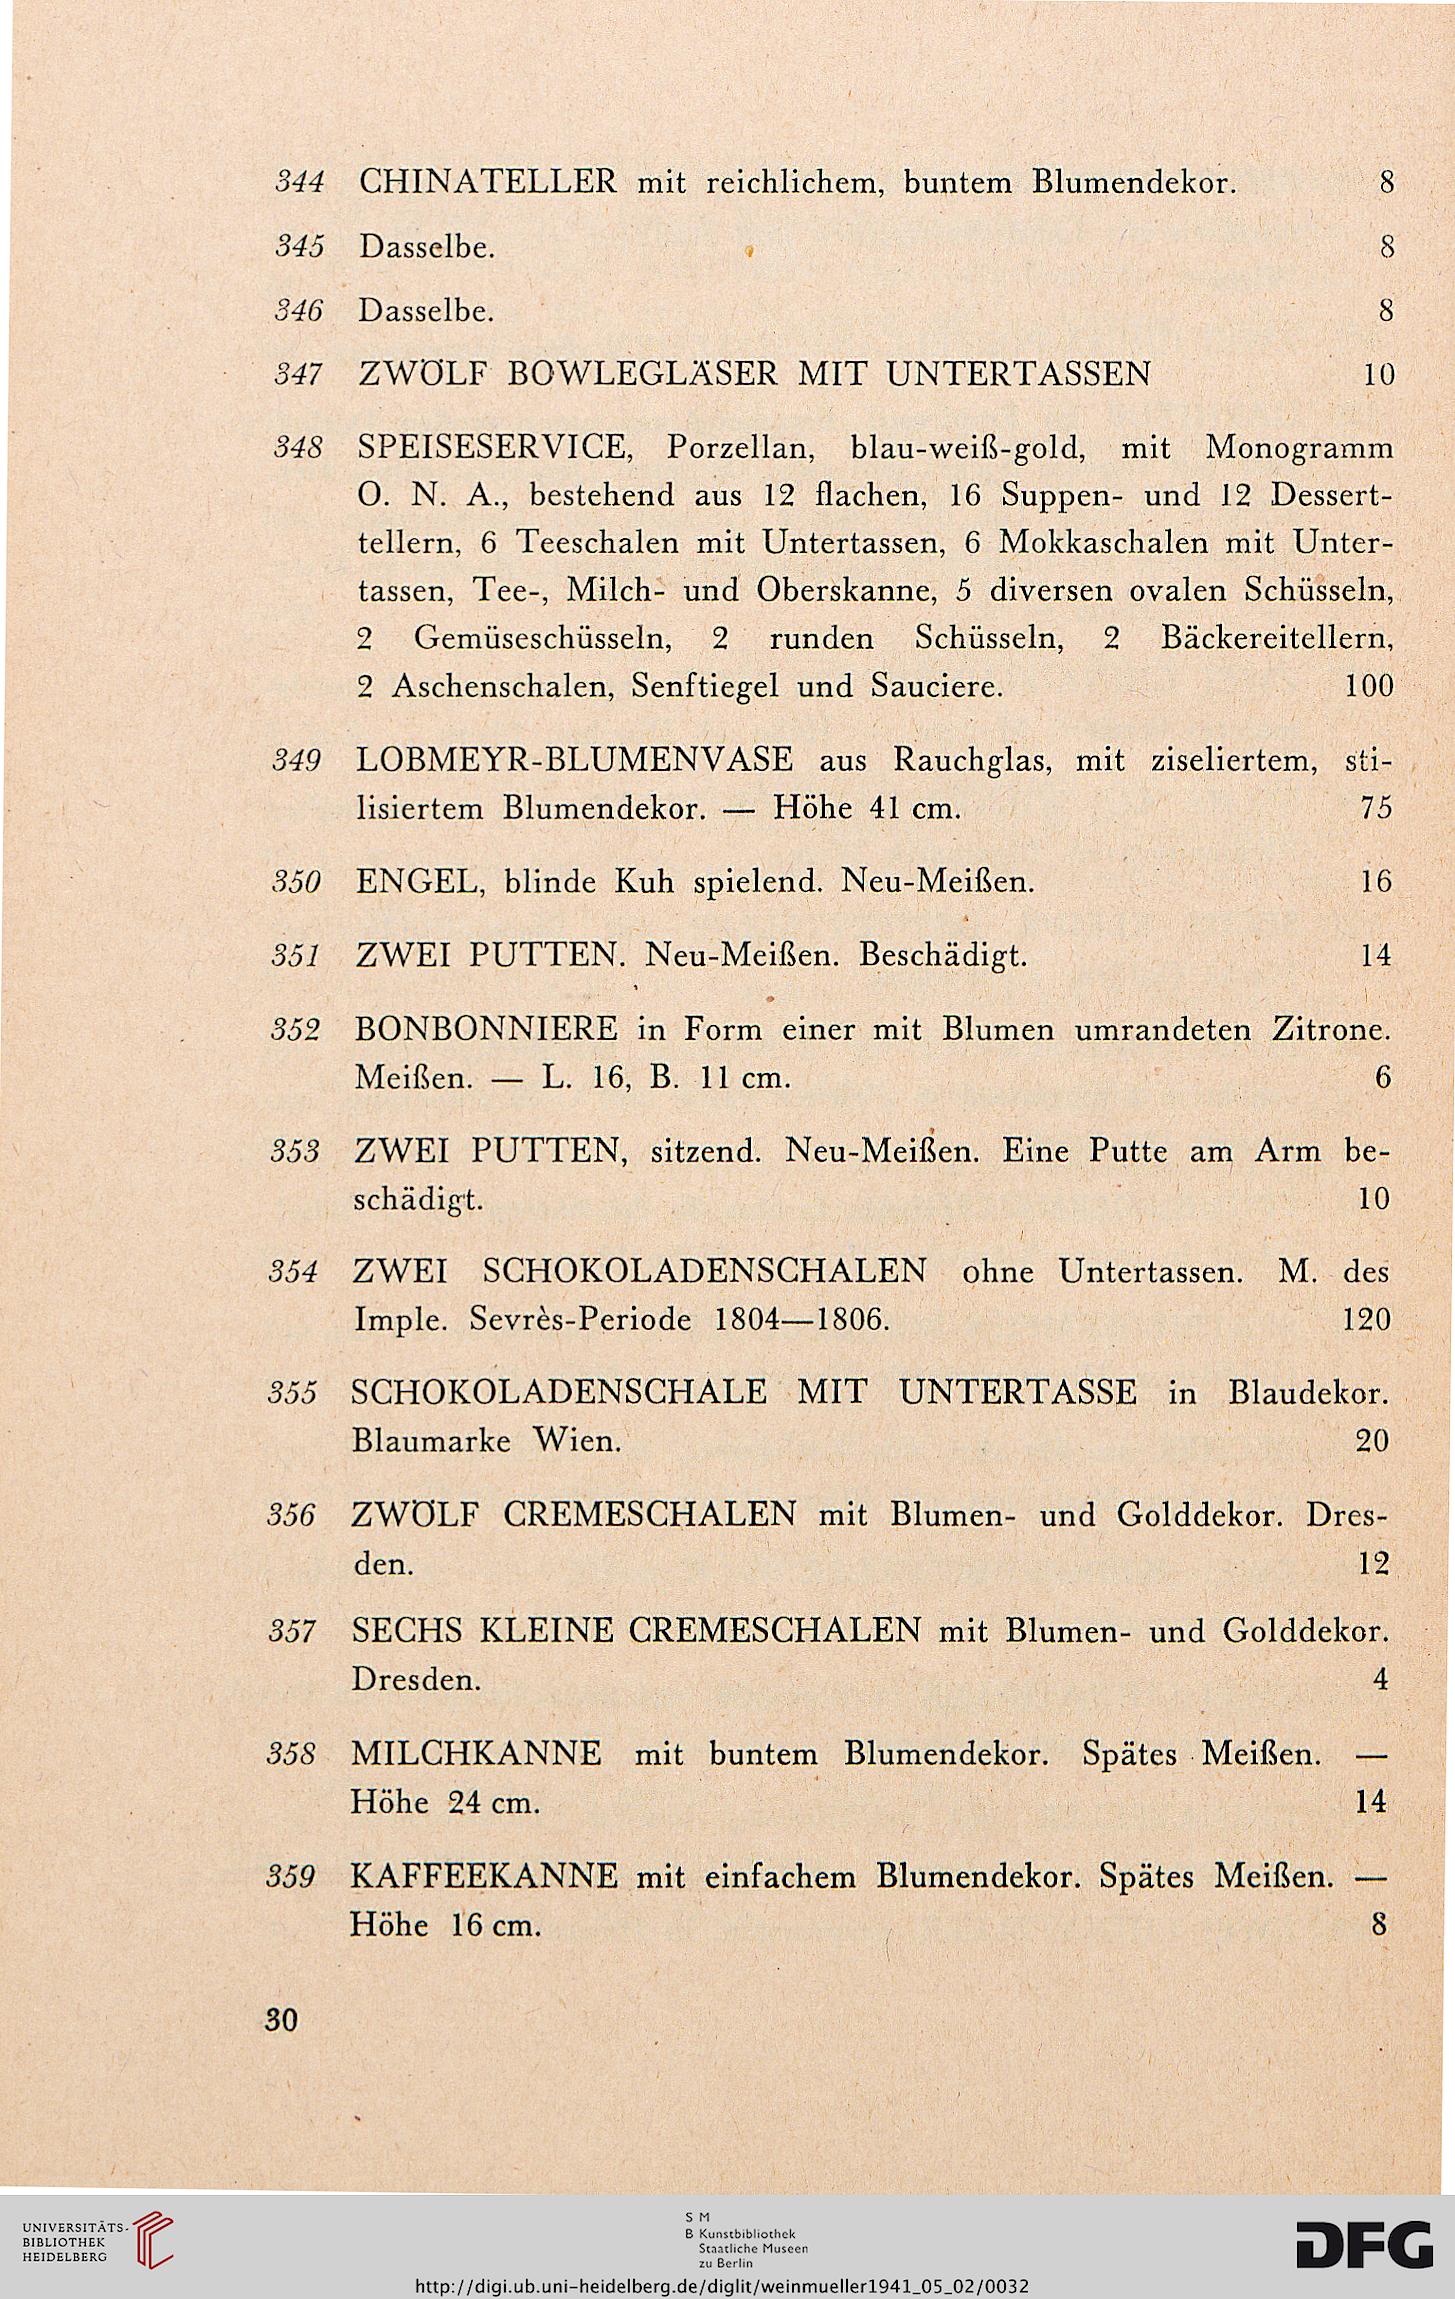 344 CHINATELLER mit reichlichem, buntem Blumendekor. 8
345 Dasselbe. 8
346 Dasselbe. 8
347 ZWÖLF BOWLEGLÄSER MIT UNTERTASSEN 10
348 SPEISESERVICE, Porzellan, blau-weiß-gold, mit Monogramm
O. N. A., bestehend aus 12 flachen, 16 Suppen- und 12 Dessert-
tellern, 6 Teeschalen mit Untertassen, 6 Mokkaschalen mit Unter-
tassen, Tee-, Milch- und Oberskanne, 5 diversen ovalen Schüsseln,
2 Gemüseschüsseln, 2 runden Schüsseln, 2 Bäckereitellern,
2 Aschenschalen, Senftiegel und Sauciere. 100
349 LOBMEYR-BLUMENVASE aus Rauchglas, mit ziseliertem, sti-
lisiertem Blumendekor. — Höhe 41 cm. 75
350 ENGEL, blinde Kuh spielend. Neu-Meißen. 16
351 ZWEI PUTTEN. Neu-Meißen. Beschädigt. 14
352 BONBONNIERE in Form einer mit Blumen umrandeten Zitrone.
Meißen. — L. 16, B. 11 cm. 6
353 ZWEI PUTTEN, sitzend. Neu-Meißen. Eine Putte am Arm be-
schädigt. 10
354 ZWEI SCHOKOLADENSCHALEN ohne Untertassen. M. des
Imple. Sevrès-Periode 1804—1806. 120
355 SCHOKOLADENSCHALE MIT UNTERTASSE in Blaudekor.
Blaumarke Wien. 20
356 ZWÖLF CREMESCHALEN mit Blumen- und Golddekor. Dres-
den. 12
357 SECHS KLEINE CREMESCHALEN mit Blumen- und Golddekor.
Dresden. 4
358 MILCHKANNE mit buntem Blumendekor. Spätes Meißen. —
Höhe 24 cm. 14
359 KAFFEEKANNE mit einfachem Blumendekor. Spätes Meißen. —
Höhe 16 cm. 8
30
UNIVERSITÄTS-
BIBLIOTHEK
HEIDELBERG
S M
B Kunstbibliothek
Staatliche Museen
zu Berlin
DFG
http://digi.ub.uni-heidelberg.de/diglit/weinmueller1941_05_02/0032